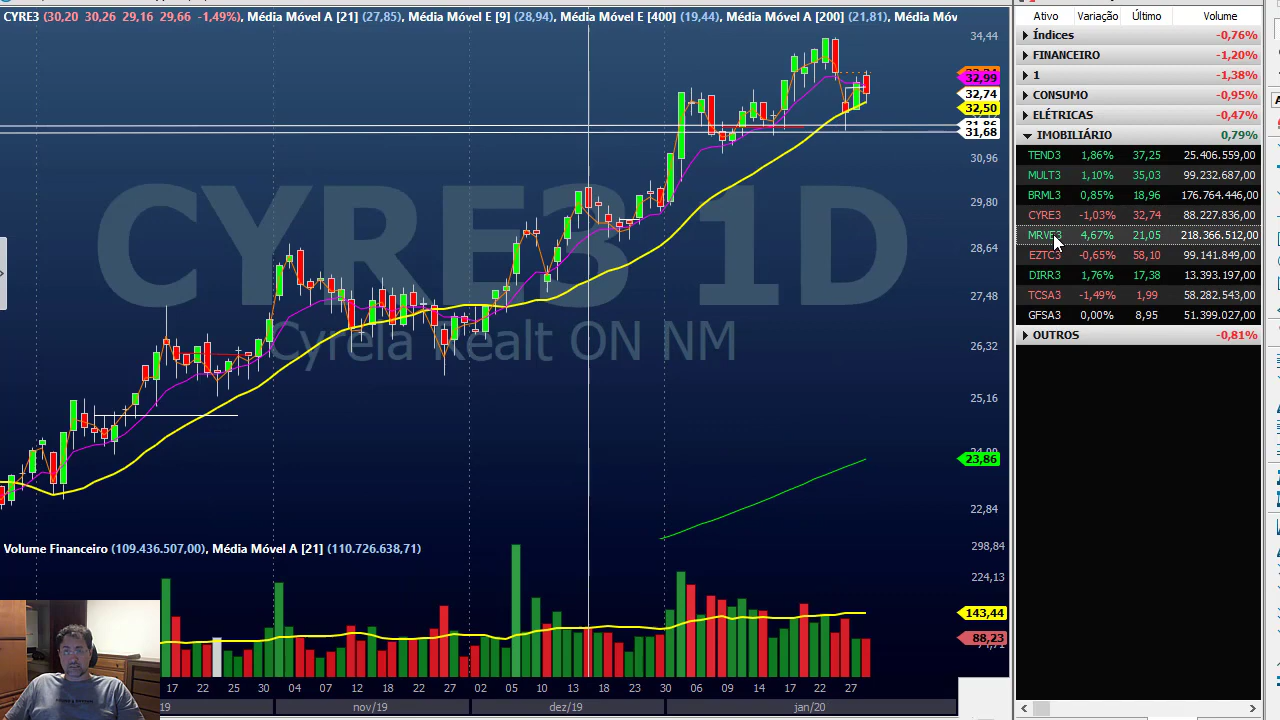 CYRE3 (30,20 30,26 29,16 29,66 -1,49%), Média Móvel A [21] (27,85), Média Móvel E [9] (28,94), Média Móvel E [400] (19,44), Média Móvel A [200] (21,81), Média Móv
34,44
32,99
32,74
32,50
31,86
31,68
30,96
29,80
28,64
27,48
26,32
25,16
23,86
22,84
CYRE3 1D
Cyrela Realt ON NM
Volume Financeiro (109.436.507,00), Média Móvel A [21] (110.726.638,71)
298,84
224,13
143,44
88,23
17 22 25 30 04 07 12 18 22 27 02 05 10 13 18 23 30 06 09 14 17 22 27
19 nov/19 dez/19 jan/20
Ativo Variação Último Volume
Índices -0,76%
FINANCEIRO -1,20%
1 -1,38%
CONSUMO -0,95%
ELÉTRICAS -0,47%
IMOBILIÁRIO 0,79%
TEND3 1,86% 37,25 25.406.559,00
MULT3 1,10% 35,03 99.232.687,00
BRML3 0,85% 18,96 176.764.446,00
CYRE3 -1,03% 32,74 88.227.836,00
MRVE3 4,67% 21,05 218.366.512,00
EZTC3 -0,65% 58,10 99.141.849,00
DIRR3 1,76% 17,38 13.393.197,00
TCSA3 -1,49% 1,99 58.282.543,00
GFSA3 0,00% 8,95 51.399.027,00
OUTROS -0,81%